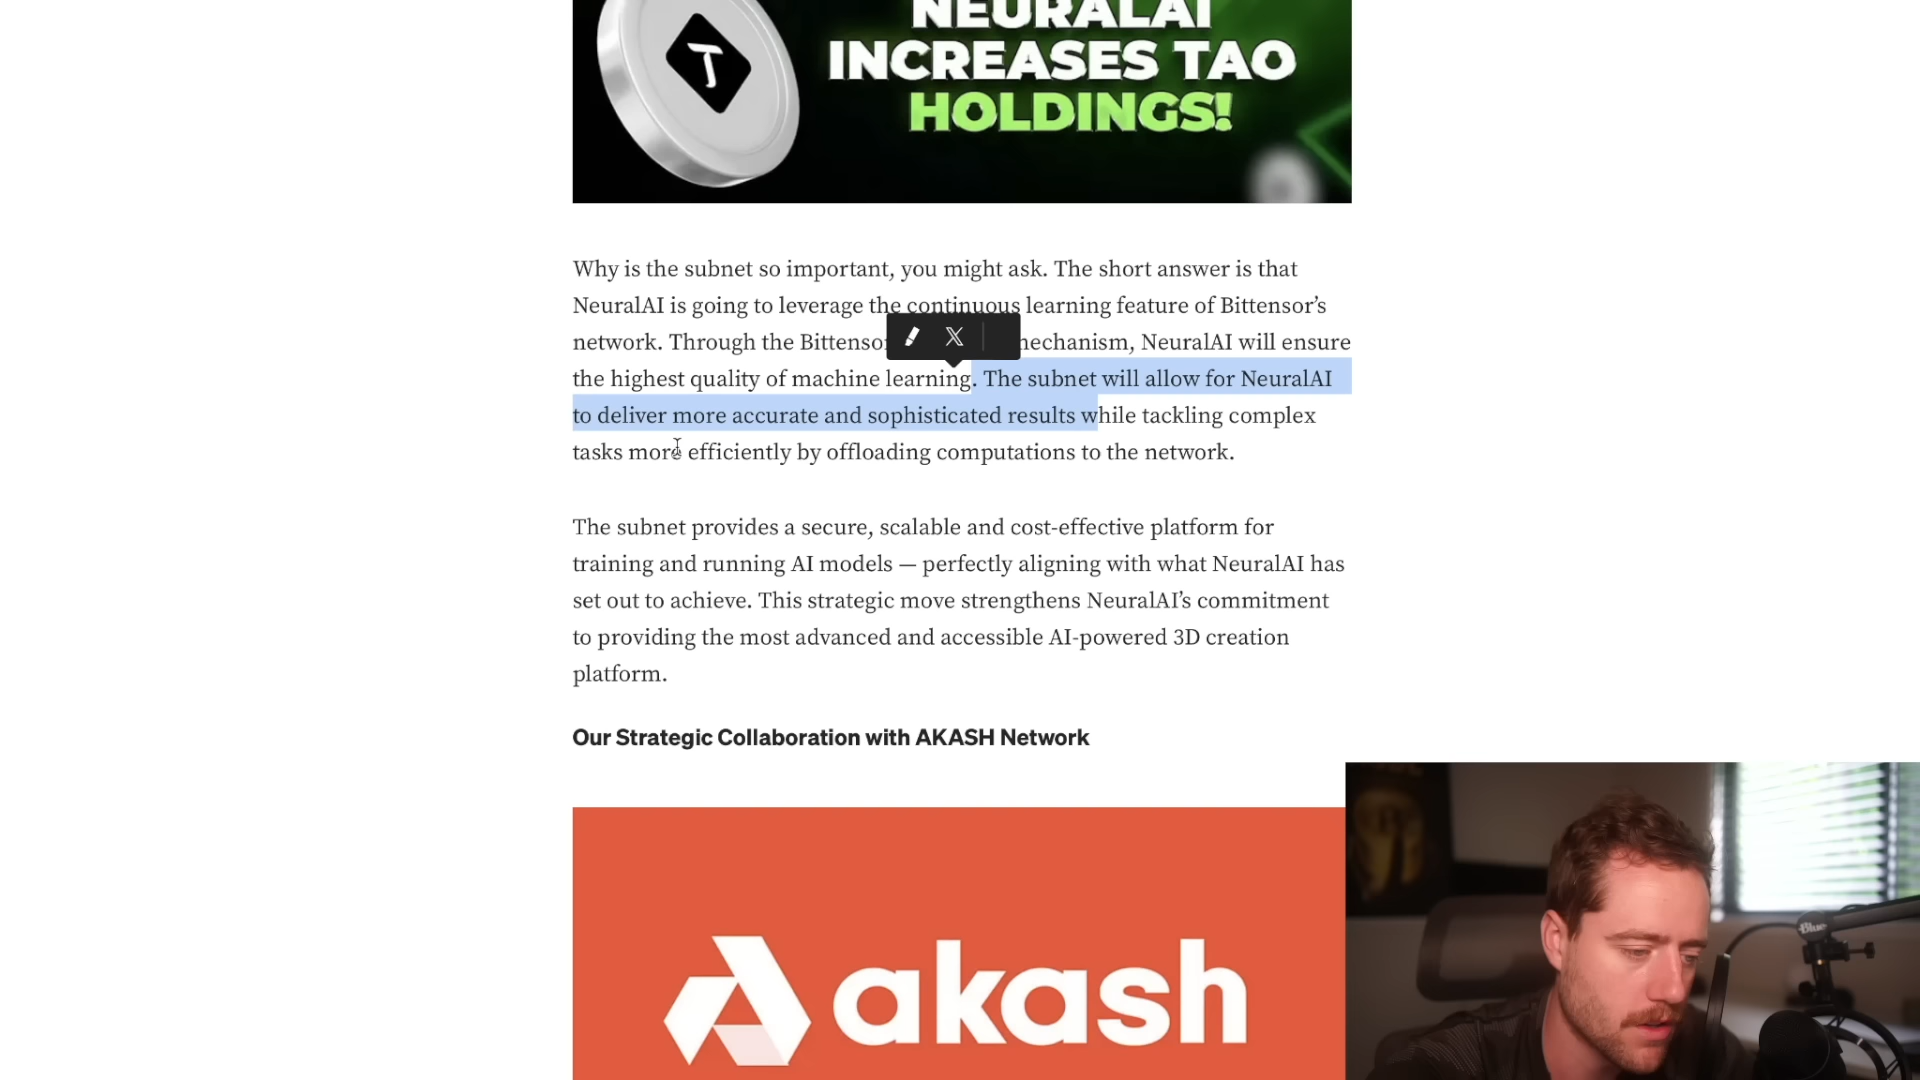 NEURALAI
INCREASES TAO
HOLDINGS!
Why is the subnet so important, you might ask. The short answer is that
NeuralAI is going to leverage the continuous learning feature of Bittensor’s
network. Through the Bittensor mechanism, NeuralAI will ensure
the highest quality of machine learning. The subnet will allow for NeuralAI
to deliver more accurate and sophisticated results while tackling complex
tasks more efficiently by offloading computations to the network.
The subnet provides a secure, scalable and cost-effective platform for
training and running AI models — perfectly aligning with what NeuralAI has
set out to achieve. This strategic move strengthens NeuralAI’s commitment
to providing the most advanced and accessible AI-powered 3D creation
platform.
Our Strategic Collaboration with AKASH Network
akash
Blue